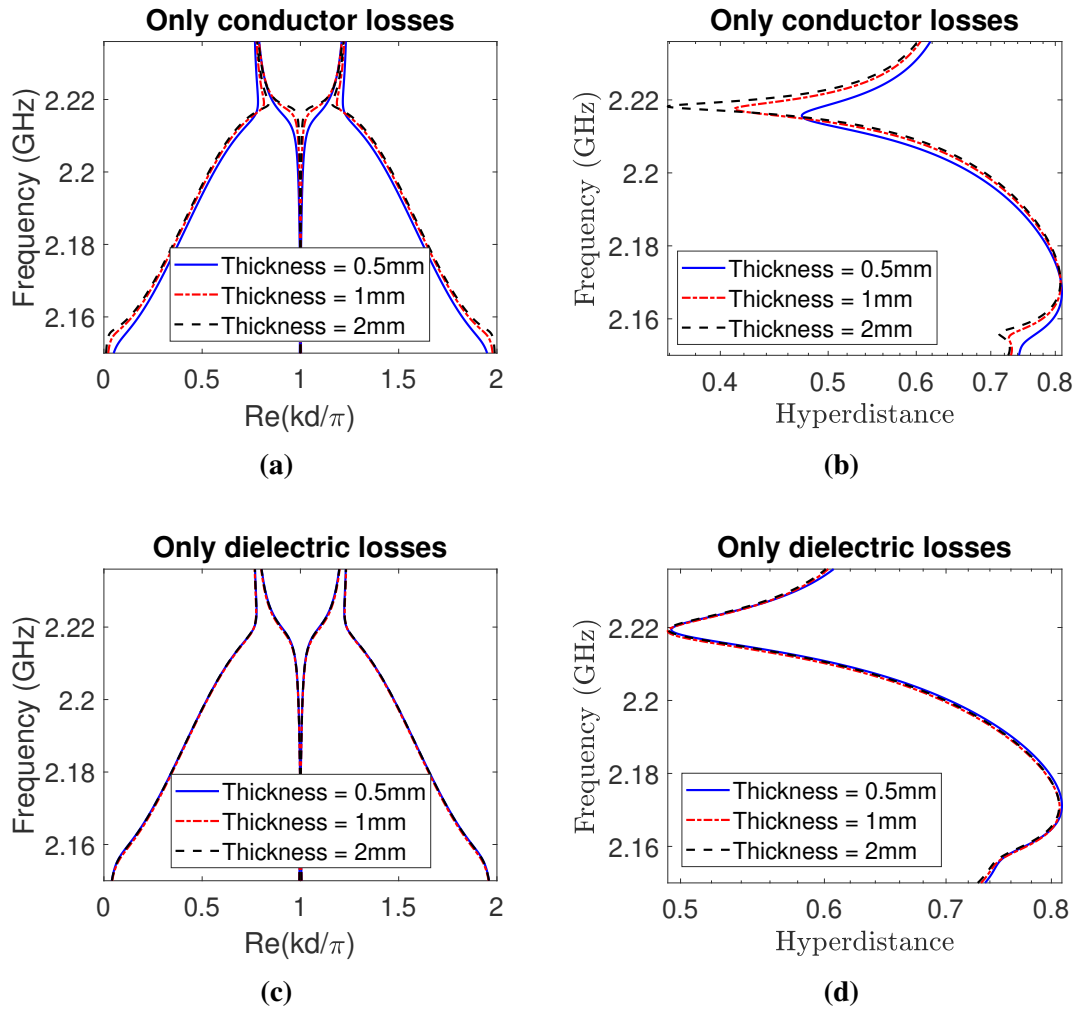 Only conductor losses
Frequency (GHz)
2.22
2.2
2.18
2.16
Thickness = 0.5mm
Thickness = 1mm
Thickness = 2mm
0 0.5 1 1.5 2
Re(kd/π)
(a)
Only conductor losses
Frequency (GHz)
2.22
2.2
2.18
2.16
Thickness = 0.5mm
Thickness = 1mm
Thickness = 2mm
0.4 0.5 0.6 0.7 0.8
Hyperdistance
(b)
Only dielectric losses
Frequency (GHz)
2.22
2.2
2.18
2.16
Thickness = 0.5mm
Thickness = 1mm
Thickness = 2mm
0 0.5 1 1.5 2
Re(kd/π)
(c)
Only dielectric losses
Frequency (GHz)
2.22
2.2
2.18
2.16
Thickness = 0.5mm
Thickness = 1mm
Thickness = 2mm
0.5 0.6 0.7 0.8
Hyperdistance
(d)